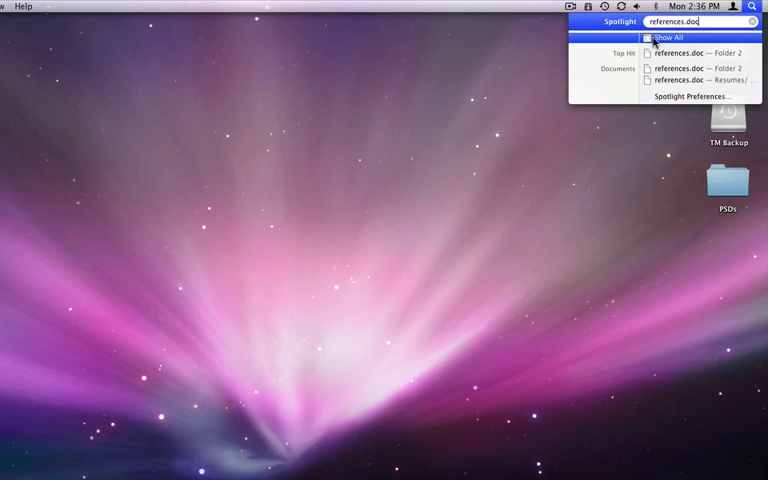 Help
Mon 2:36 PM
Spotlight references.doc
Show All
Top Hit references.doc — Folder 2
Documents references.doc — Folder 2
references.doc — Resumes/ ...
Spotlight Preferences...
TM Backup
PSDs